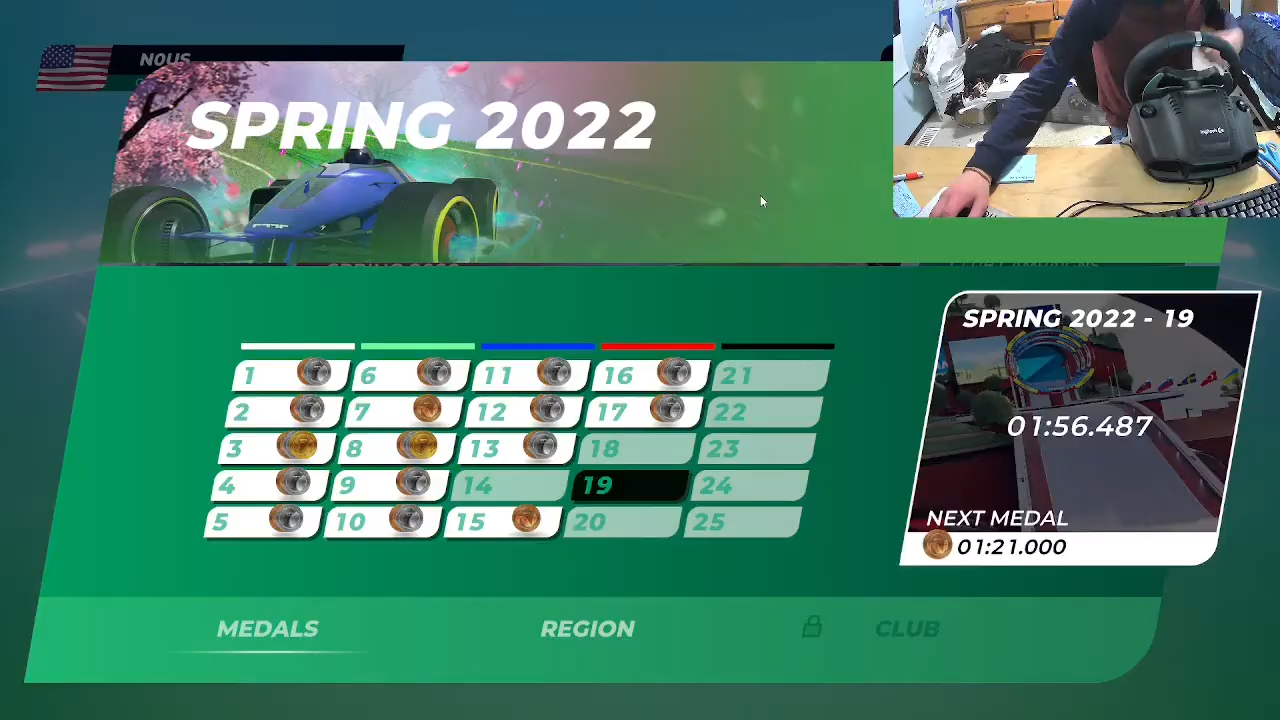 NOUS
SPRING 2022
1 6 11 16 21
2 7 12 17 22
3 8 13 18 23
4 9 14 19 24
5 10 15 20 25
SPRING 2022 - 19
01:56.487
NEXT MEDAL
01:21.000
MEDALS REGION CLUB